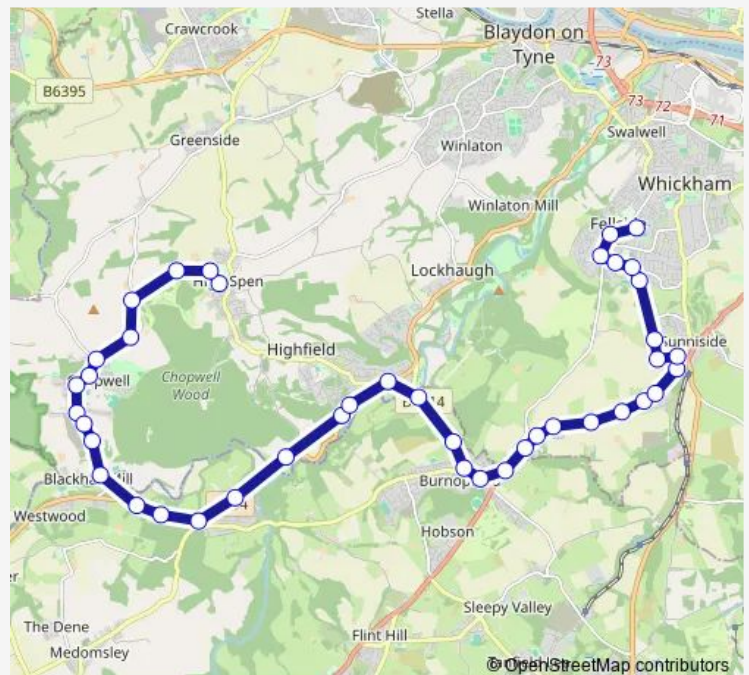 Stella
Crawcrook
Blaydon on
Tyne
B6395
73
73
72
71
Swalwell
Greenside
Winlaton
Whickham
Winlaton Mill
Lockhaugh
Spen
Sunniside
Highfield
Chopwell
Wood
Westwood
Hobson
The Dene
Sleepy Valley
Medomsley
Flint Hill
© OpenStreetMap contributors